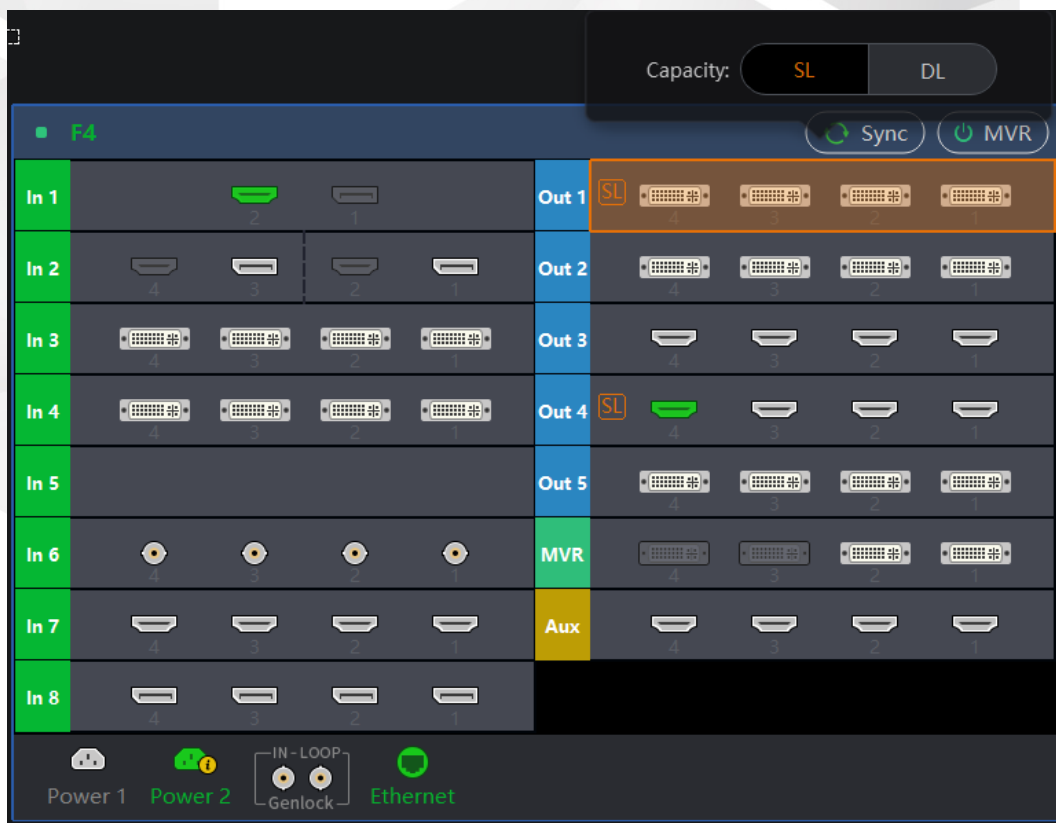 Capacity: SL DL
F4 Sync MVR
In 1 2 1 Out 1 SL 4 3 2 1
In 2 4 3 2 1 Out 2 4 3 2 1
In 3 4 3 2 1 Out 3 4 3 2 1
In 4 4 3 2 1 Out 4 SL 4 3 2 1
In 5 Out 5 4 3 2 1
In 6 4 3 2 1 MVR 4 3 2 1
In 7 4 3 2 1 Aux 4 3 2 1
In 8 4 3 2 1
IN - LOOP
i
Power 1 Power 2 Genlock Ethernet